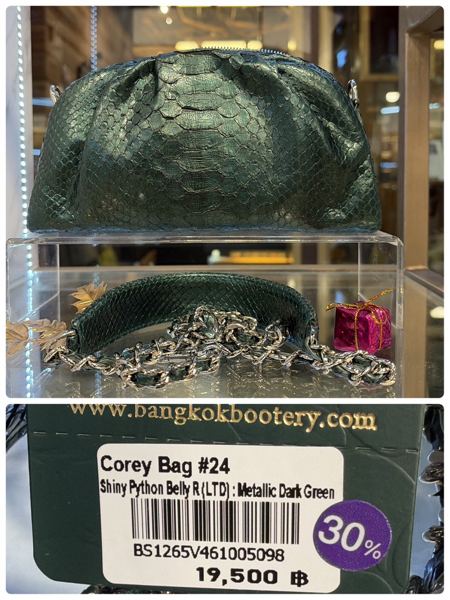 www.bangkokbootery.com
Corey Bag #24
Shiny Python Belly R (LTD) : Metallic Dark Green
BS1265V461005098
19,500 ฿
30%